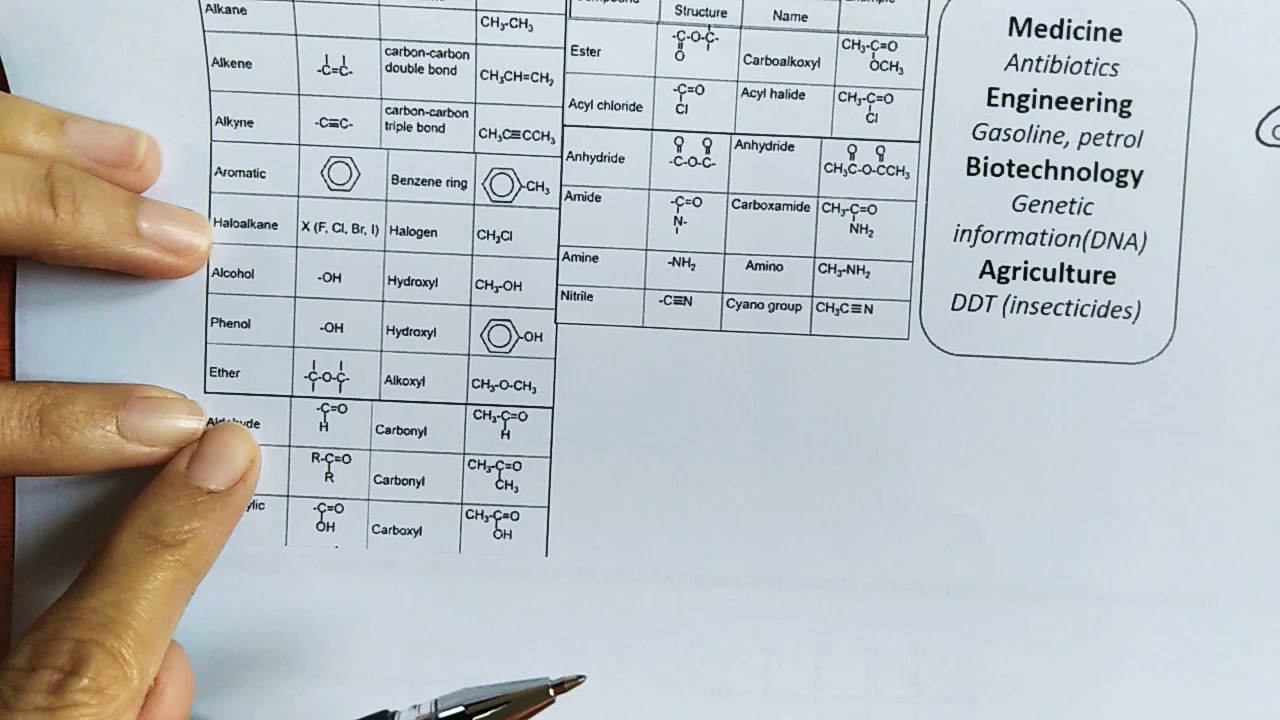 Alkane CH3-CH3
Alkene -C=C- carbon-carbon double bond CH3CH=CH2
Alkyne -C≡C- carbon-carbon triple bond CH3C≡CCH3
Aromatic Benzene ring CH3
Haloalkane X (F, Cl, Br, I) Halogen CH3Cl
Alcohol -OH Hydroxyl CH3-OH
Phenol -OH Hydroxyl OH
Ether -C-O-C- Alkoxyl CH3-O-CH3
-C=O H Carbonyl CH3-C=O H
R-C=O R Carbonyl CH3-C=O CH3
-C=O OH Carboxyl CH3-C=O OH
Structure Name
Ester -C-O-C- O Carboalkoxyl CH3-C=O OCH3
Acyl chloride -C=O Cl Acyl halide CH3-C=O Cl
Anhydride O O -C-O-C- Anhydride O O CH3C-O-CCH3
Amide -C=O N- Carboxamide CH3-C=O NH2
Amine -NH2 Amino CH3-NH2
Nitrile -C≡N Cyano group CH3C≡N
Medicine
Antibiotics
Engineering
Gasoline, petrol
Biotechnology
Genetic
information(DNA)
Agriculture
DDT (insecticides)